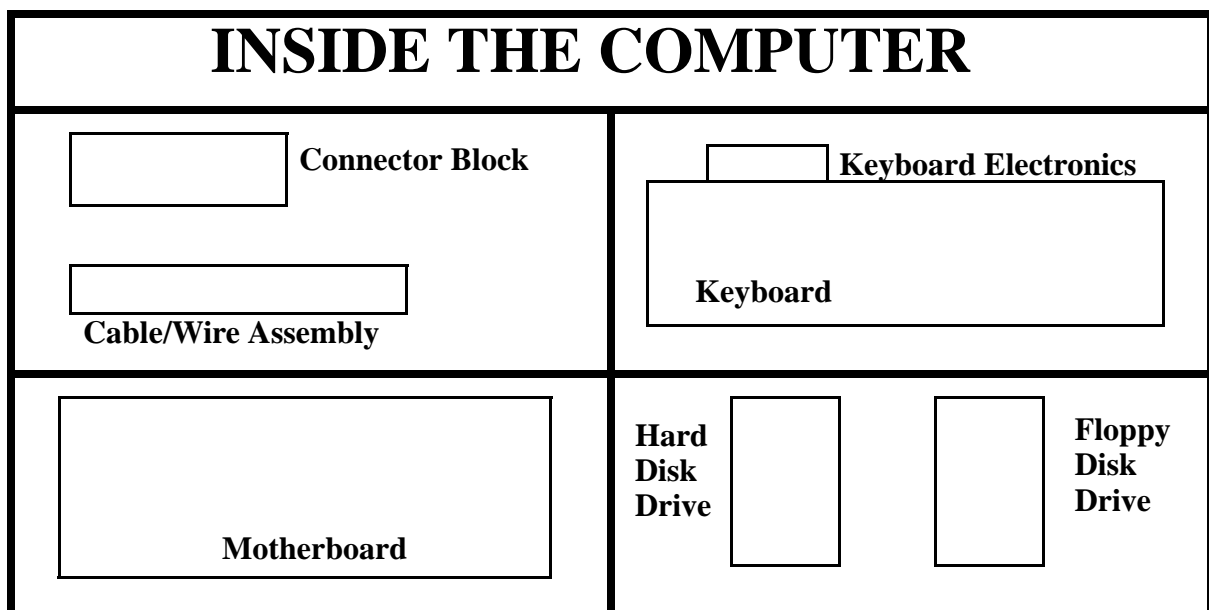 INSIDE THE COMPUTER
Connector Block
Cable/Wire Assembly
Keyboard Electronics
Keyboard
Motherboard
Hard
Disk
Drive
Floppy
Disk
Drive